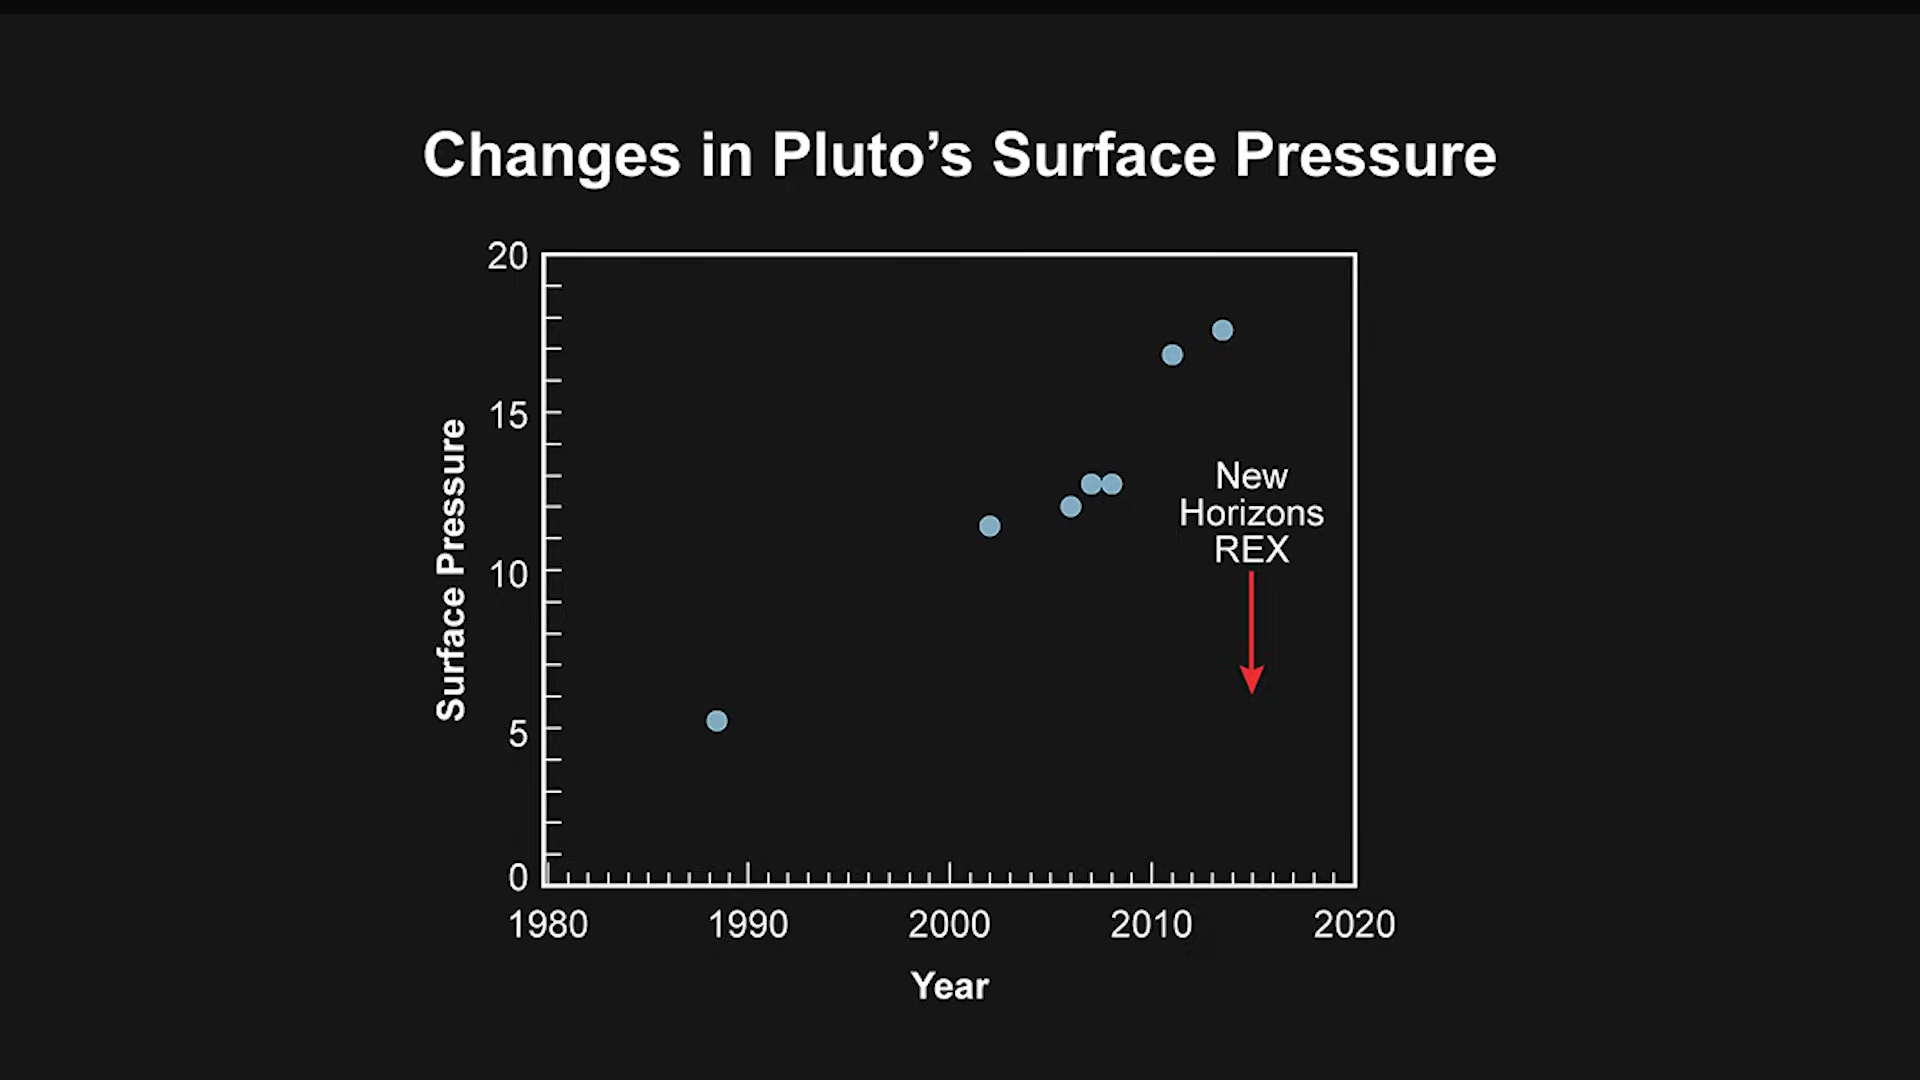 Changes in Pluto’s Surface Pressure
20
15
10
5
0
Surface Pressure
New
Horizons
REX
1980 1990 2000 2010 2020
Year